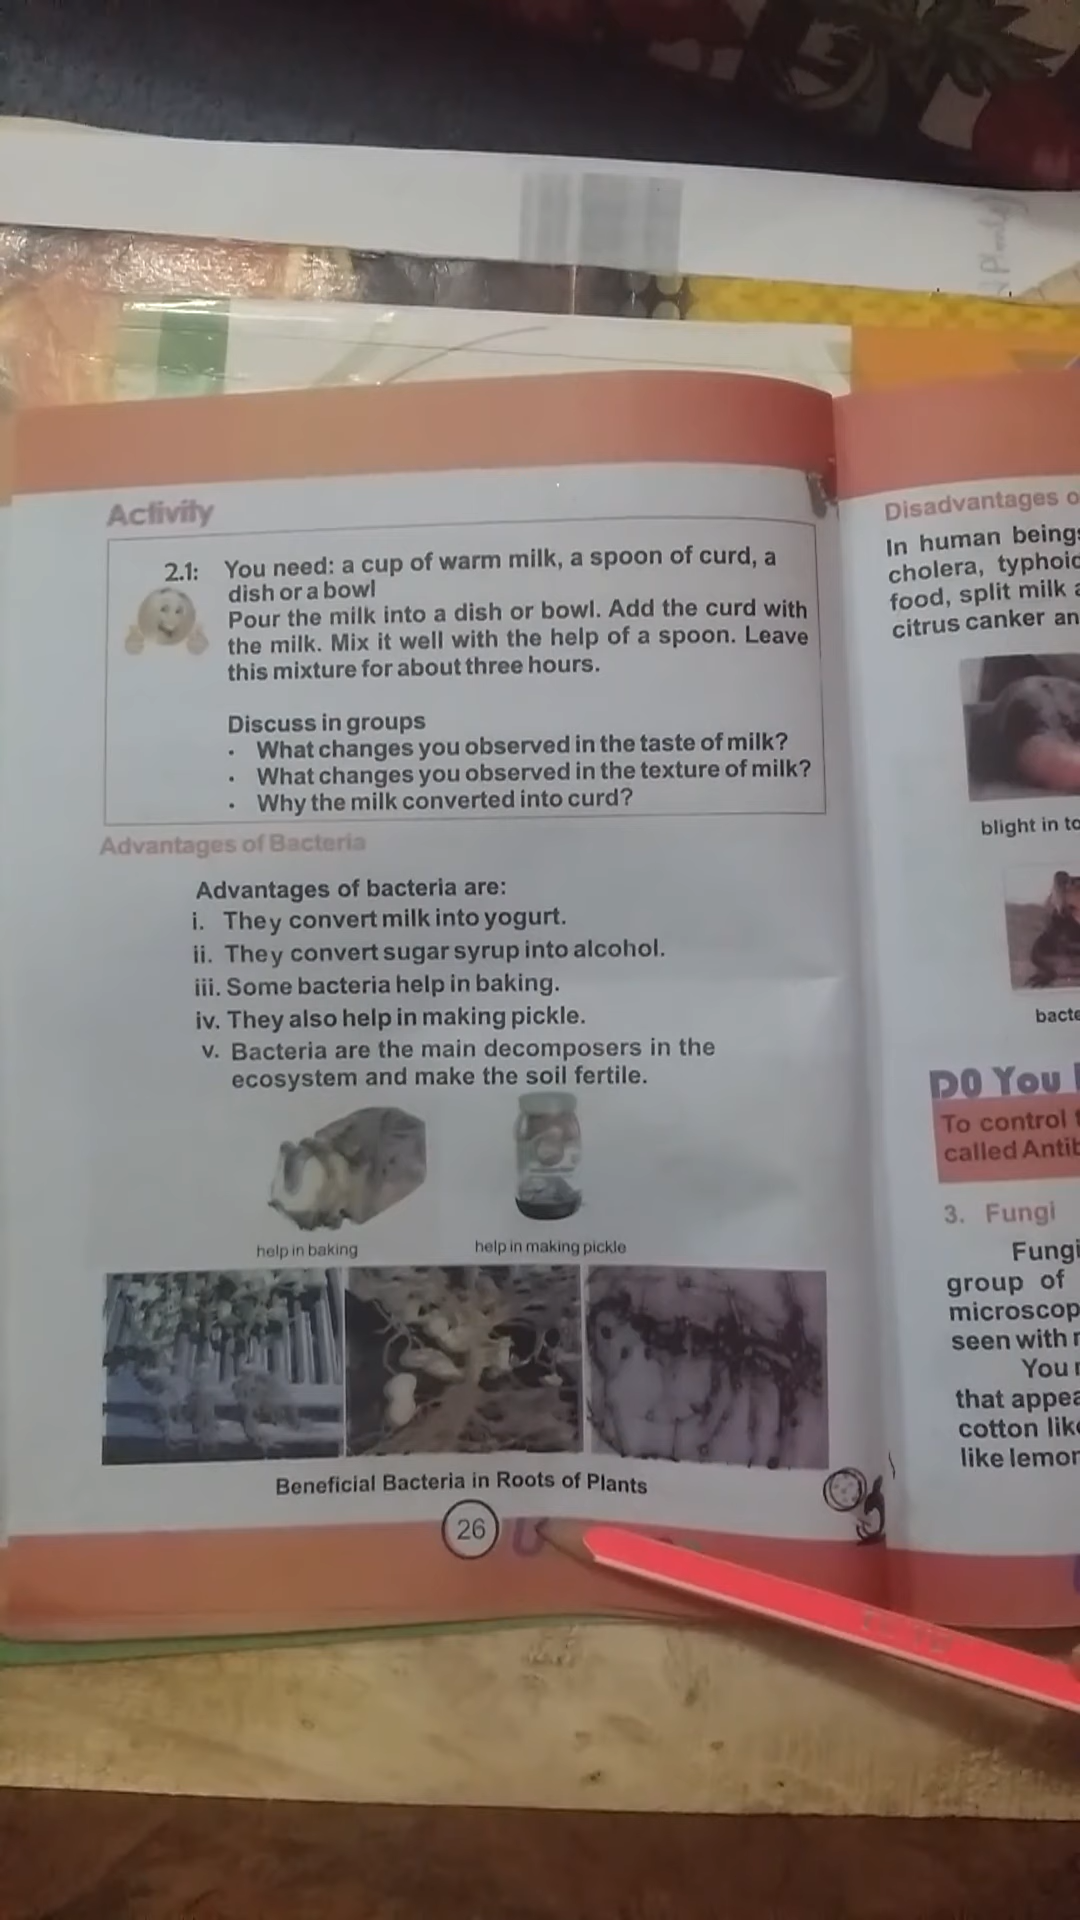 Activity
2.1: You need: a cup of warm milk, a spoon of curd, a
dish or a bowl
Pour the milk into a dish or bowl. Add the curd with
the milk. Mix it well with the help of a spoon. Leave
this mixture for about three hours.
Discuss in groups
• What changes you observed in the taste of milk?
• What changes you observed in the texture of milk?
• Why the milk converted into curd?
Advantages of Bacteria
Advantages of bacteria are:
i. They convert milk into yogurt.
ii. They convert sugar syrup into alcohol.
iii. Some bacteria help in baking.
iv. They also help in making pickle.
v. Bacteria are the main decomposers in the
ecosystem and make the soil fertile.
help in baking
help in making pickle
Beneficial Bacteria in Roots of Plants
26
Disadvantages o
In human beings
cholera, typhoid
food, split milk a
citrus canker an
blight in to
bacte
DO You
To control t
called Antib
3. Fungi
Fungi
group of
microscop
seen with
You
that appea
cotton like
like lemon